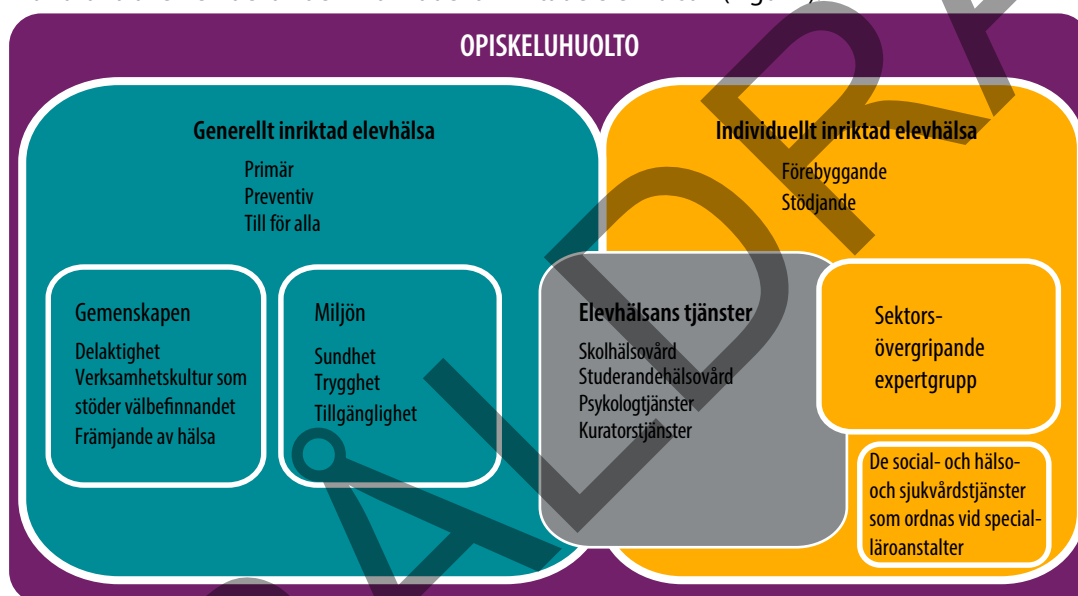 OPISKELUHUOLTO
Generellt inriktad elevhälsa
Primär
Preventiv
Till för alla
Gemenskapen
Delaktighet
Verksamhetskultur som
stöder välbefinnandet
Främjande av hälsa
Miljön
Sundhet
Trygghet
Tillgänglighet
Elevhälsans tjänster
Skolhälsovård
Studerandehälsovård
Psykologtjänster
Kuratorstjänster
Individuellt inriktad elevhälsa
Förebyggande
Stödjande
Sektors-
övergripande
expertgrupp
De social- och hälso-
och sjukvårdstjänster
som ordnas vid special-
läroanstalter